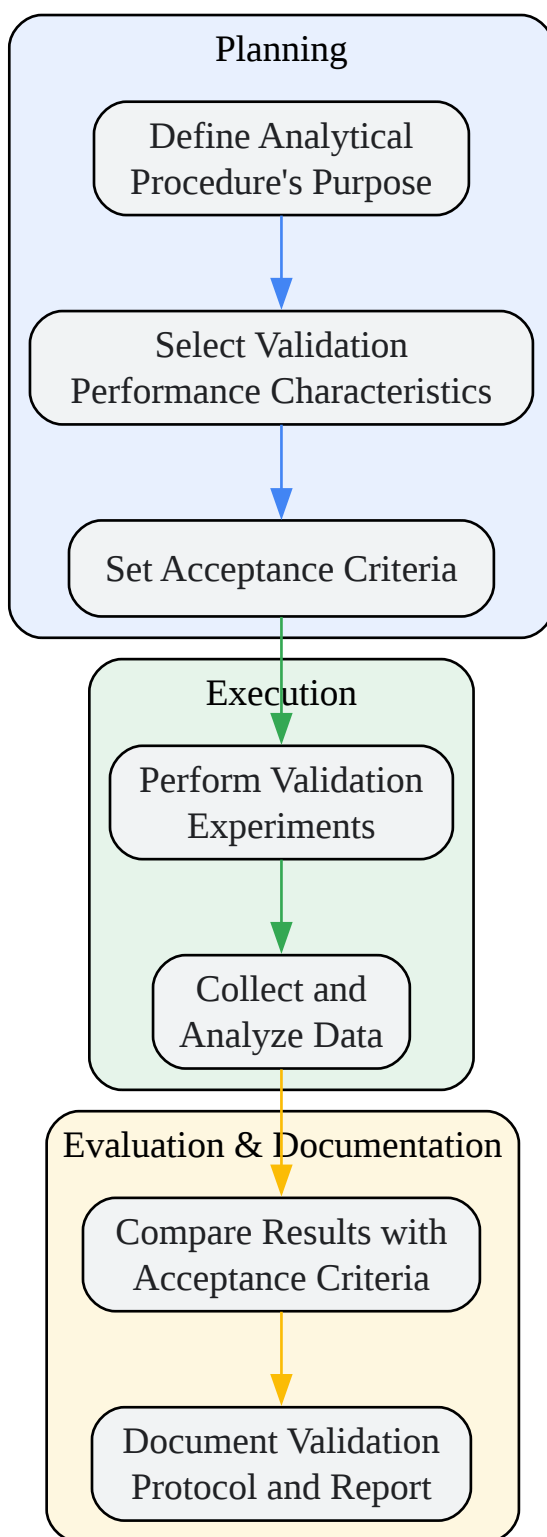 Planning
Define Analytical
Procedure's Purpose
Select Validation
Performance Characteristics
Set Acceptance Criteria
Execution
Perform Validation
Experiments
Collect and
Analyze Data
Evaluation & Documentation
Compare Results with
Acceptance Criteria
Document Validation
Protocol and Report